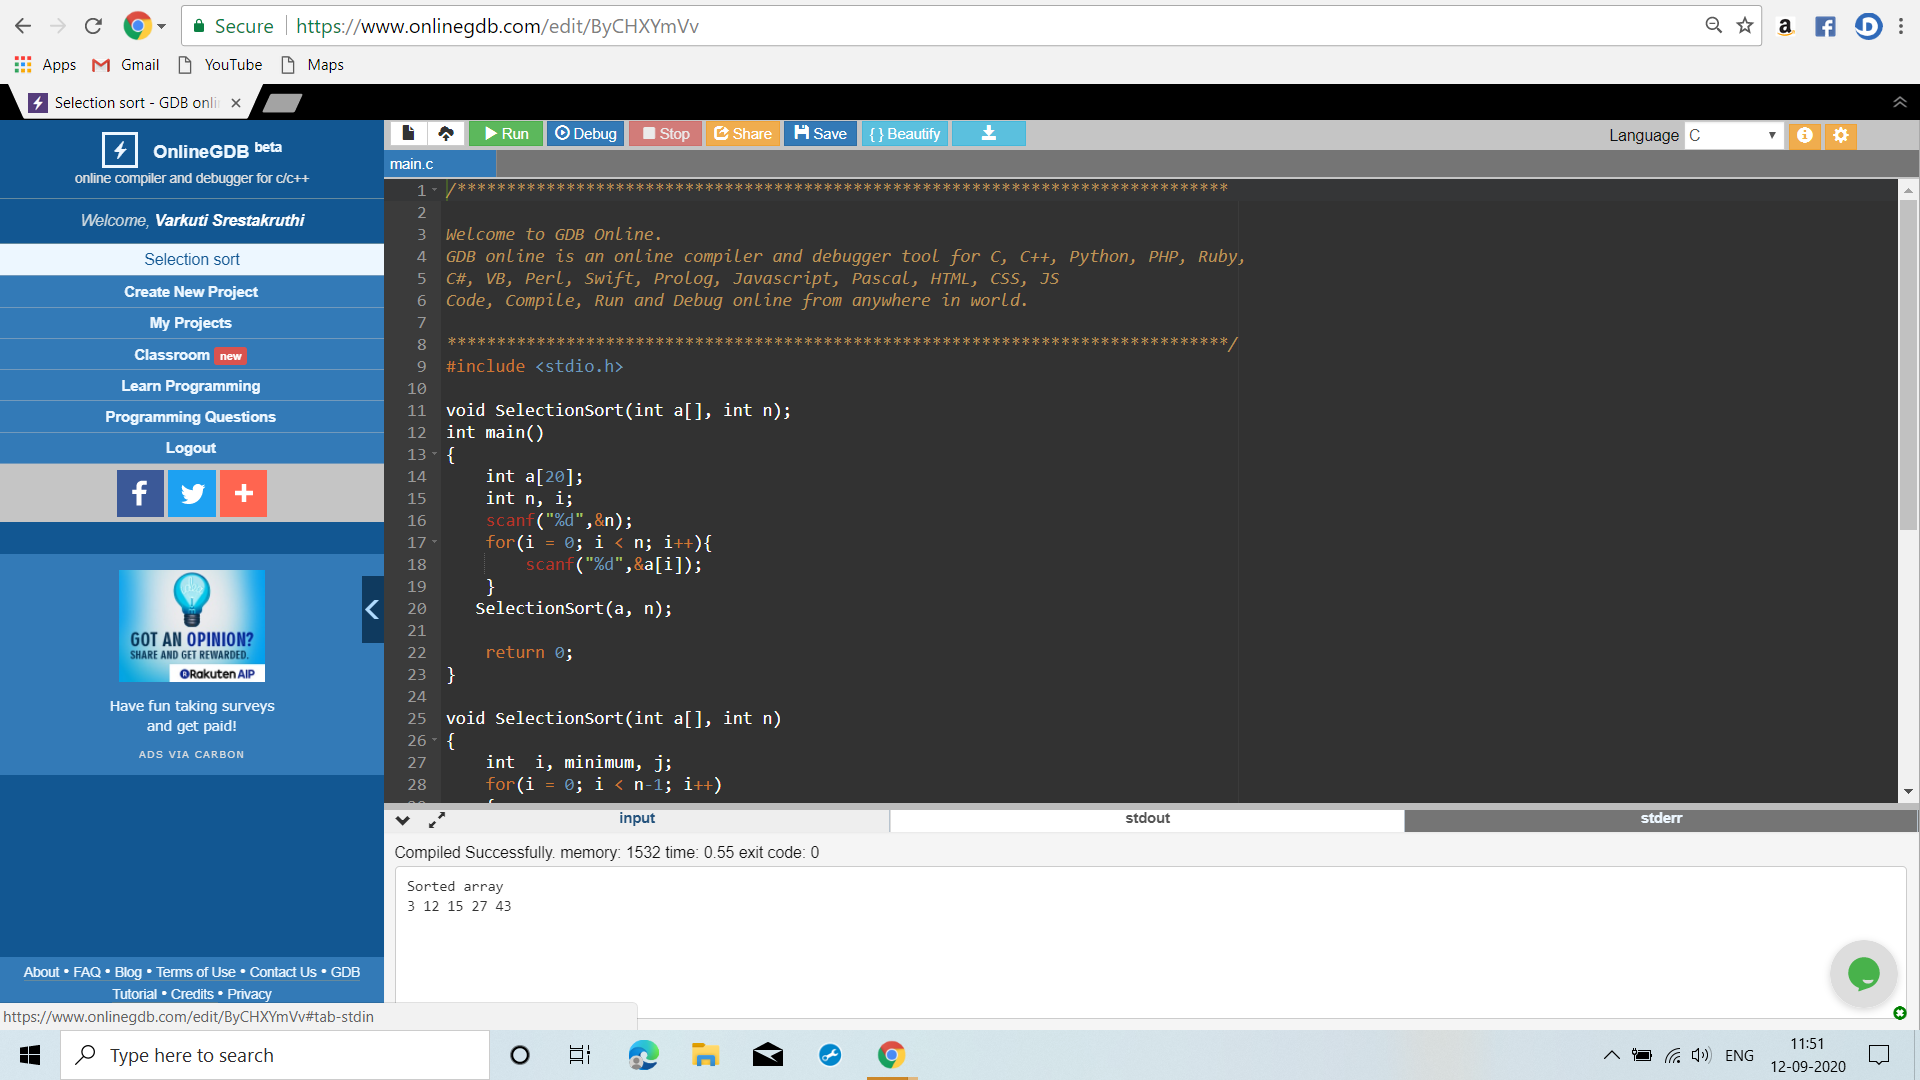 Secure https://www.onlinegdb.com/edit/ByCHXYmVv
Apps Gmail YouTube Maps
Selection sort - GDB onli
OnlineGDB beta
online compiler and debugger for c/c++
Welcome, Varkuti Srestakruthi
Selection sort
Create New Project
My Projects
Classroom new
Learn Programming
Programming Questions
Logout
GOT AN OPINION?
SHARE AND GET REWARDED.
Rakuten AIP
Have fun taking surveys
and get paid!
ADS VIA CARBON
About • FAQ • Blog • Terms of Use • Contact Us • GDB
Tutorial • Credits • Privacy
https://www.onlinegdb.com/edit/ByCHXYmVv#tab-stdin
Run Debug Stop Share Save {} Beautify
Language C
main.c
1 /******************************************************************************
2
3 Welcome to GDB Online.
4 GDB online is an online compiler and debugger tool for C, C++, Python, PHP, Ruby,
5 C#, VB, Perl, Swift, Prolog, Javascript, Pascal, HTML, CSS, JS
6 Code, Compile, Run and Debug online from anywhere in world.
7
8 *******************************************************************************/
9 #include <stdio.h>
10
11 void SelectionSort(int a[], int n);
12 int main()
13 {
14 int a[20];
15 int n, i;
16 scanf("%d",&n);
17 for(i = 0; i < n; i++){
18 scanf("%d",&a[i]);
19 }
20 SelectionSort(a, n);
21
22 return 0;
23 }
24
25 void SelectionSort(int a[], int n)
26 {
27 int i, minimum, j;
28 for(i = 0; i < n-1; i++)
input stdout stderr
Compiled Successfully. memory: 1532 time: 0.55 exit code: 0
Sorted array
3 12 15 27 43
Type here to search
ENG
11:51
12-09-2020